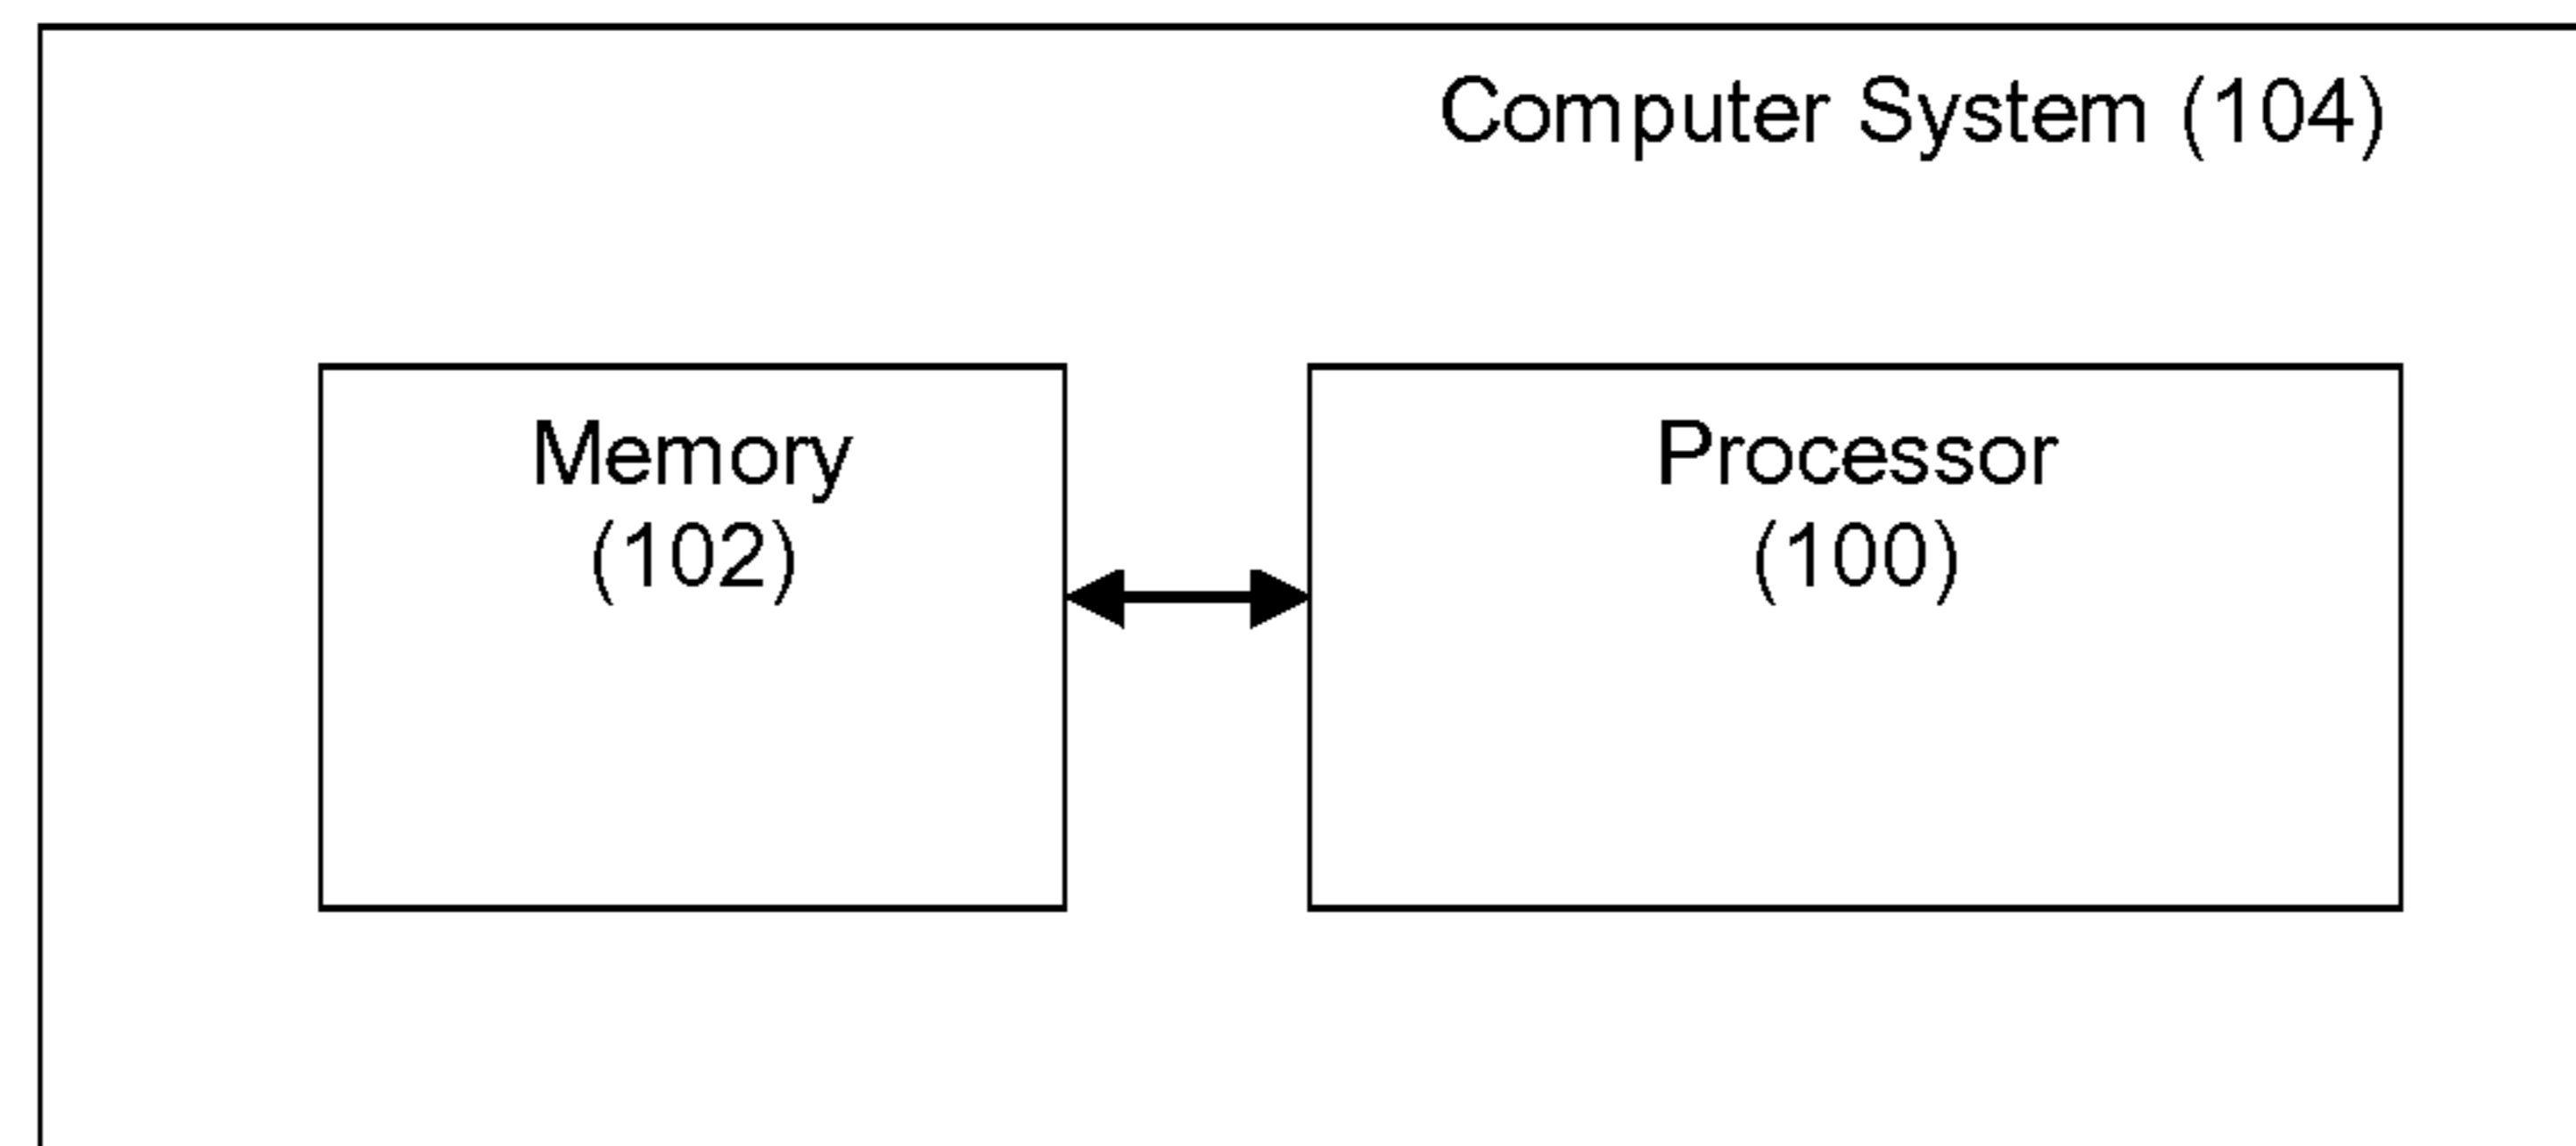 Computer System (104)
Memory
(102)
Processor
(100)